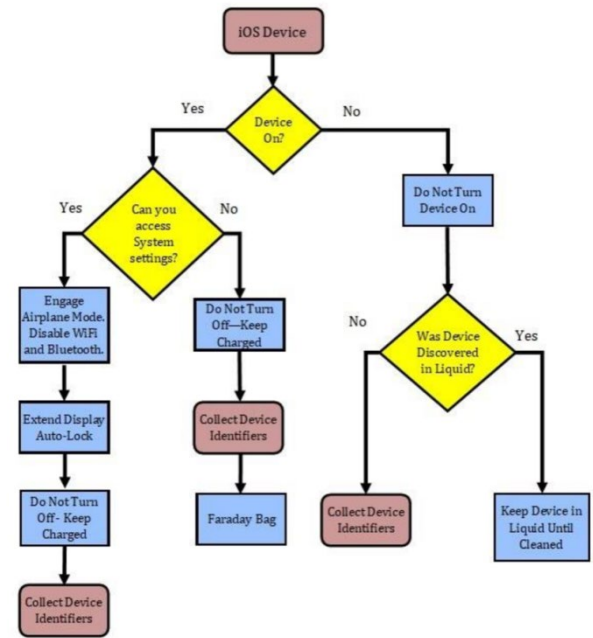 iOS Device
Yes
Device
On?
No
Do Not Turn
Device On
Yes
Can you
access
System
settings?
No
Engage
Airplane Mode.
Disable WiFi
and Bluetooth.
Do Not Turn
Off—Keep
Charged
No
Was Device
Discovered
in Liquid?
Yes
Extend Display
Auto-Lock
Collect Device
Identifiers
Do Not Turn
Off- Keep
Charged
Faraday Bag
Collect Device
Identifiers
Keep Device in
Liquid Until
Cleaned
Collect Device
Identifiers